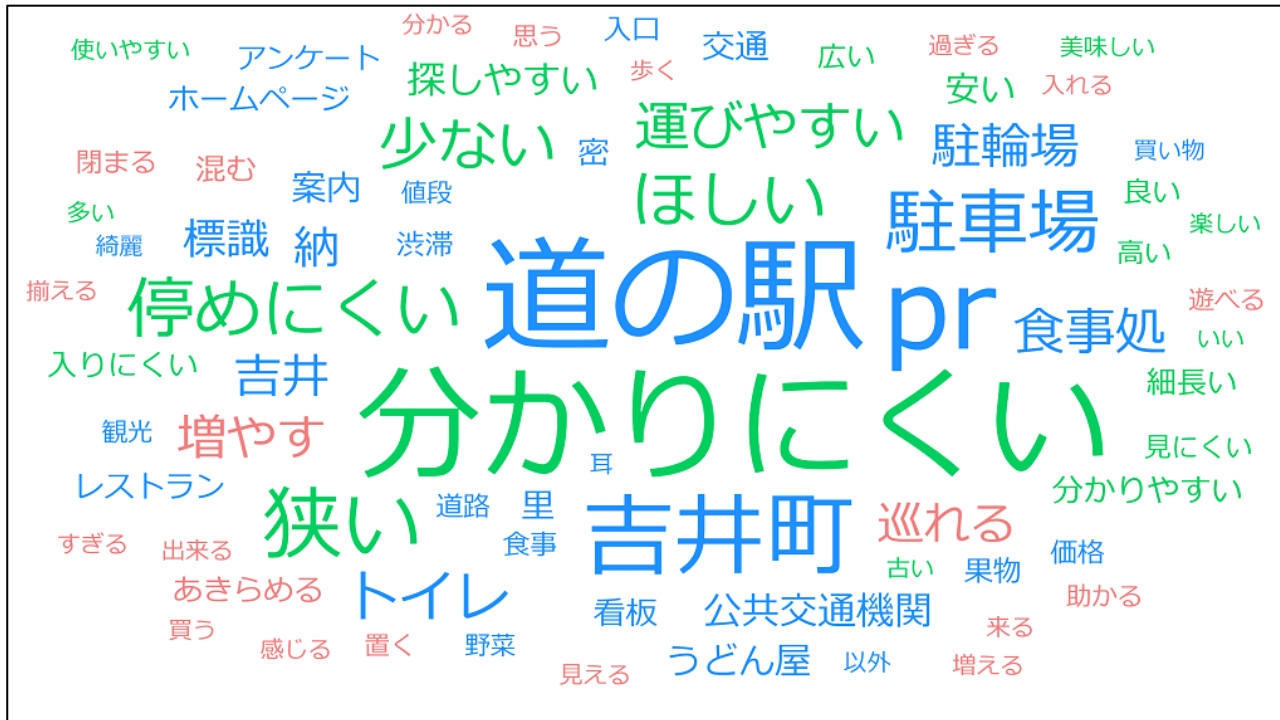 分かる
思う
入口
交通
過ぎる
美味しい
使いやすい
アンケート
探しやすい
歩く
広い
安い
入れる
ホームページ
少ない
密
運びやすい
駐輪場
買い物
閉まる
混む
案内
値段
ほしい
駐車場
良い
多い
綺麗
標識
納
渋滞
高い
楽しい
揃える
停めにくい
道の駅
pr
食事処
遊べる
いい
入りにくい
吉井
分かりにくい
細長い
観光
増やす
耳
見にくい
レストラン
狭い
道路
里
吉井町
巡れる
分かりやすい
すぎる
出来る
食事
古い
果物
価格
あきらめる
トイレ
看板
公共交通機関
助かる
買う
感じる
置く
野菜
見える
うどん屋
以外
来る
増える